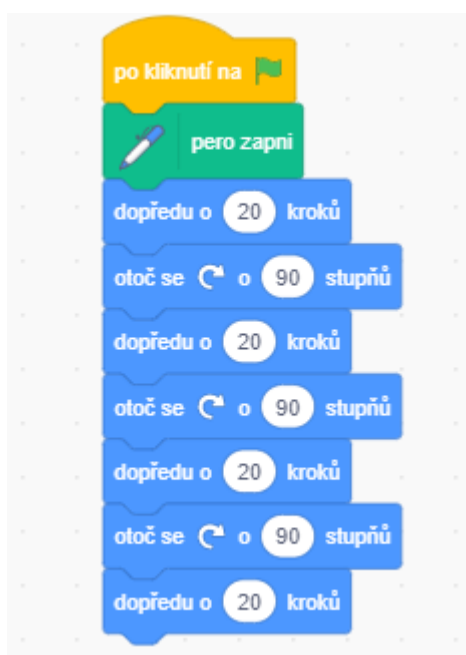 po kliknutí na
pero zapni
dopředu o 20 kroků
otoč se o 90 stupňů
dopředu o 20 kroků
otoč se o 90 stupňů
dopředu o 20 kroků
otoč se o 90 stupňů
dopředu o 20 kroků